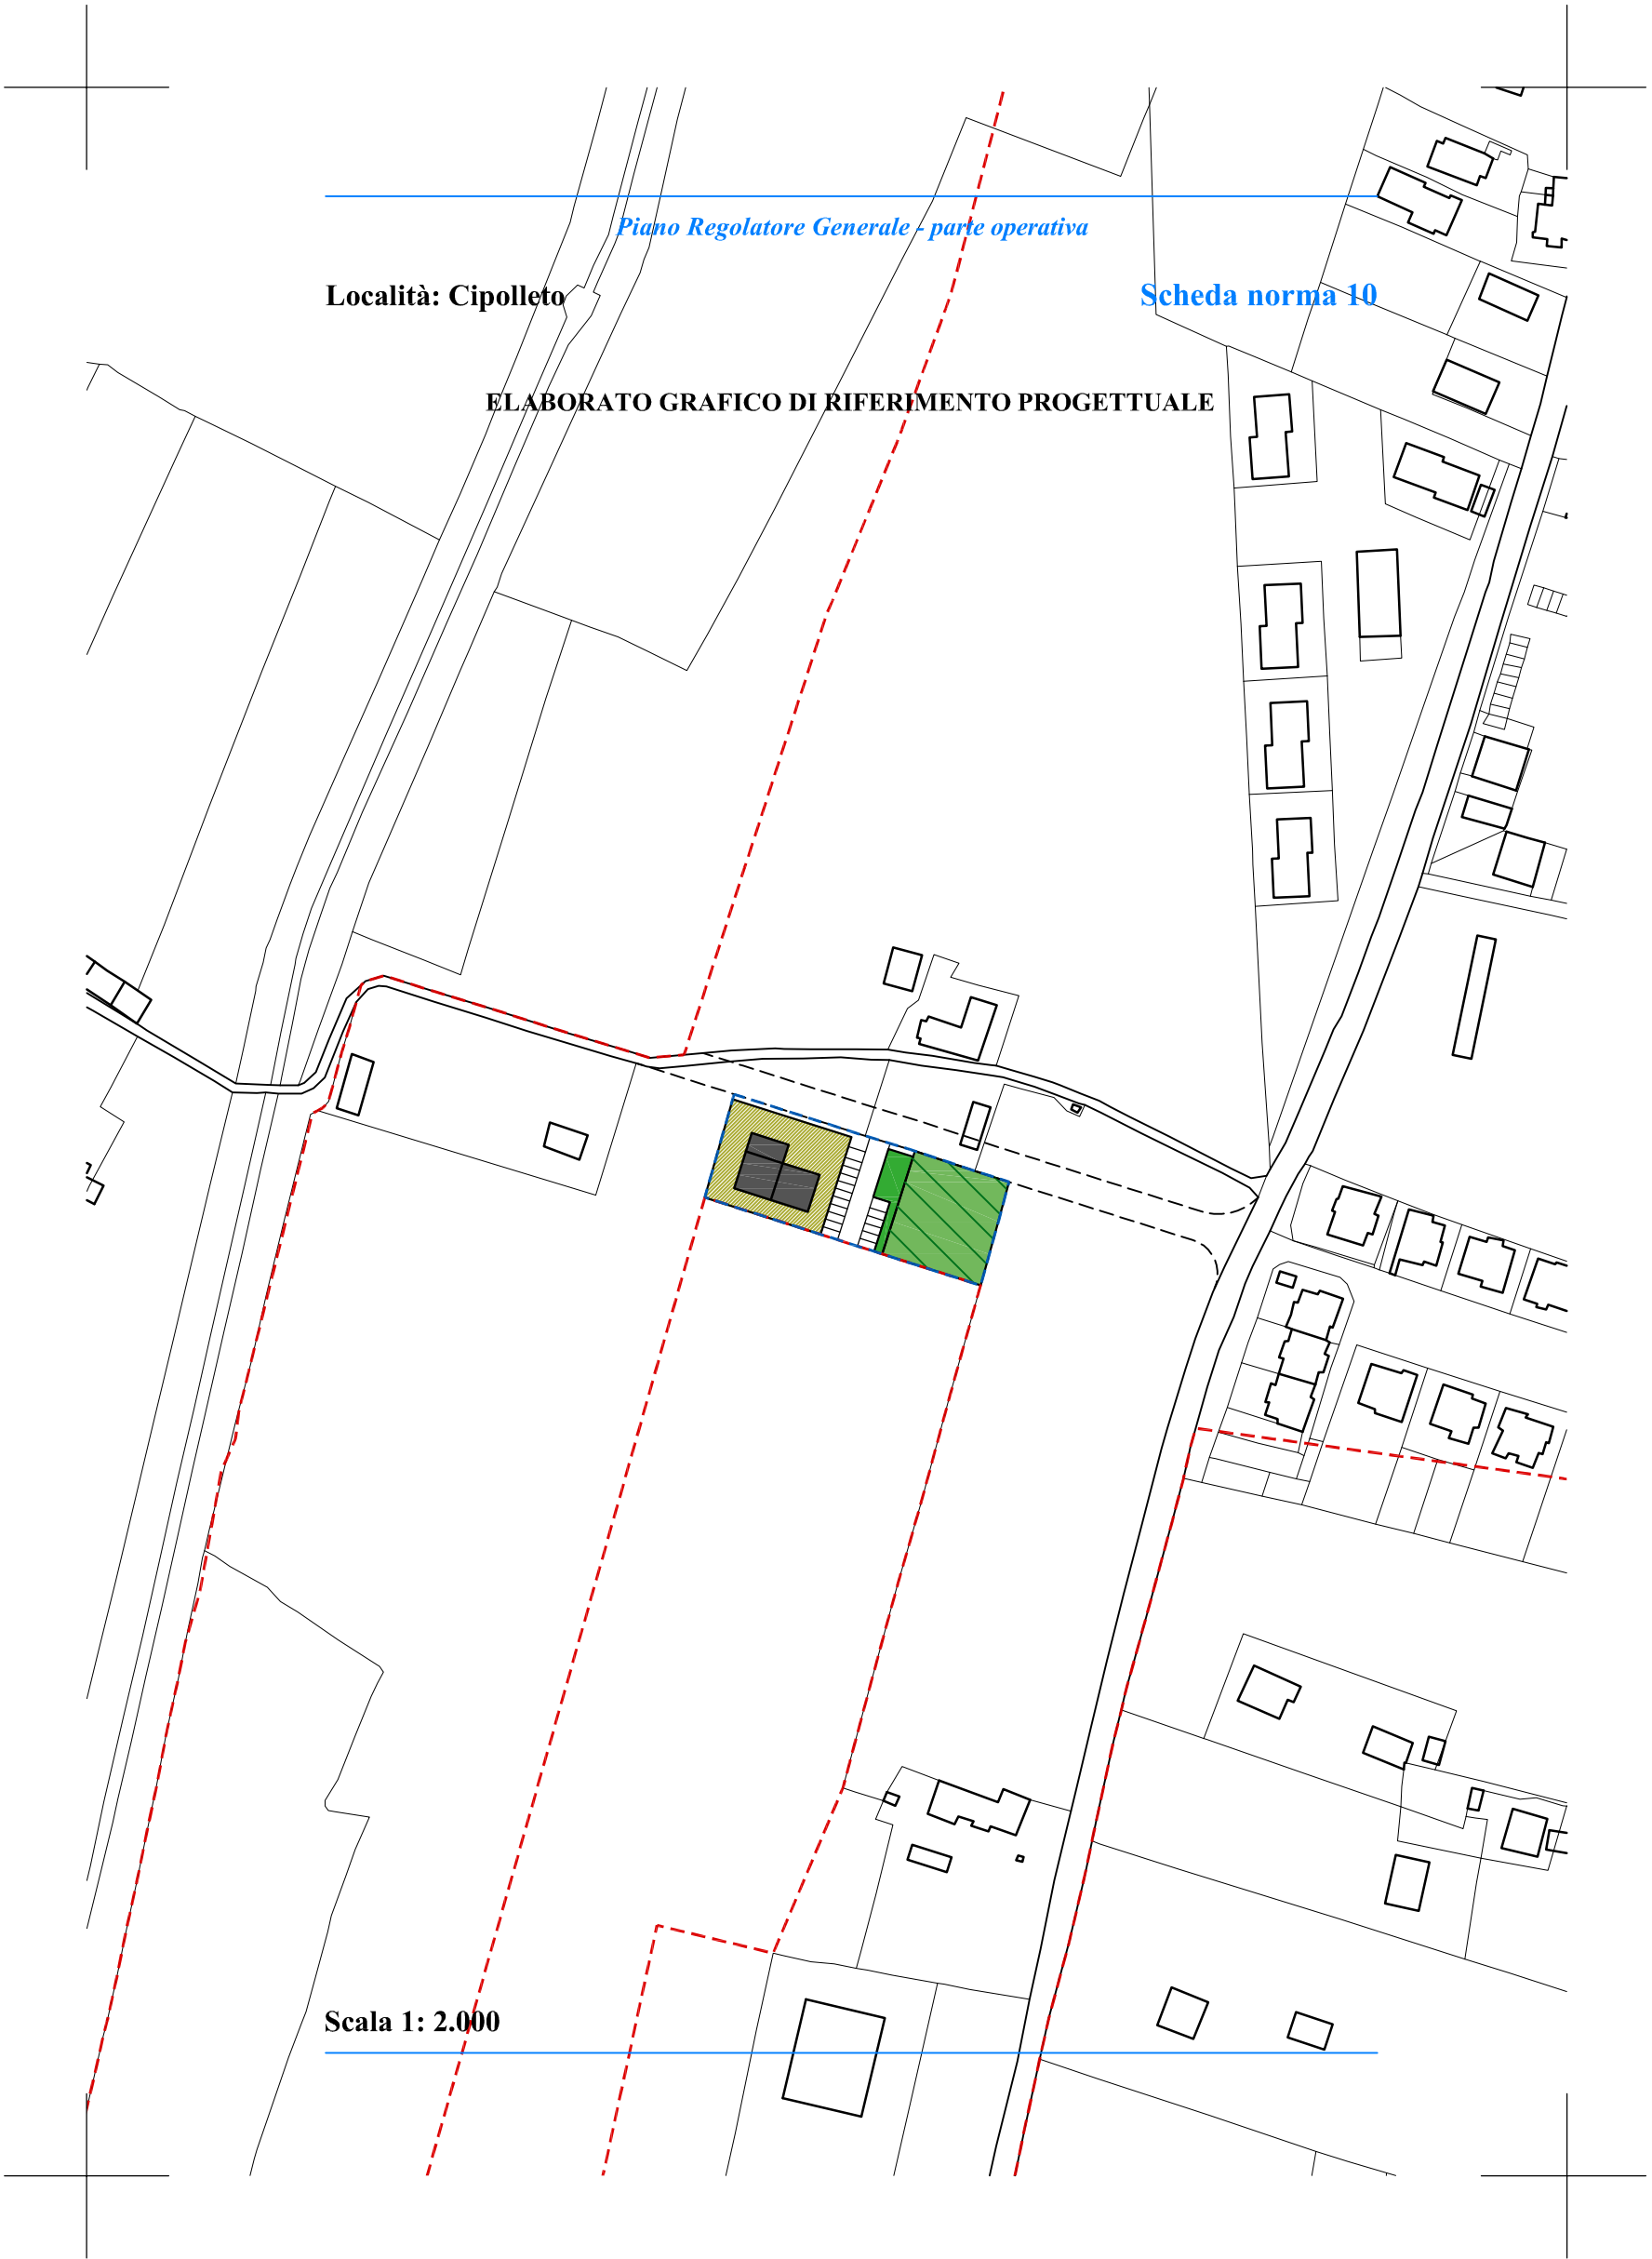 Piano Regolatore Generale - parte operativa
Località: Cipolleto
Scheda norma 10
ELABORATO GRAFICO DI RIFERIMENTO PROGETTUALE
Scala 1: 2.000